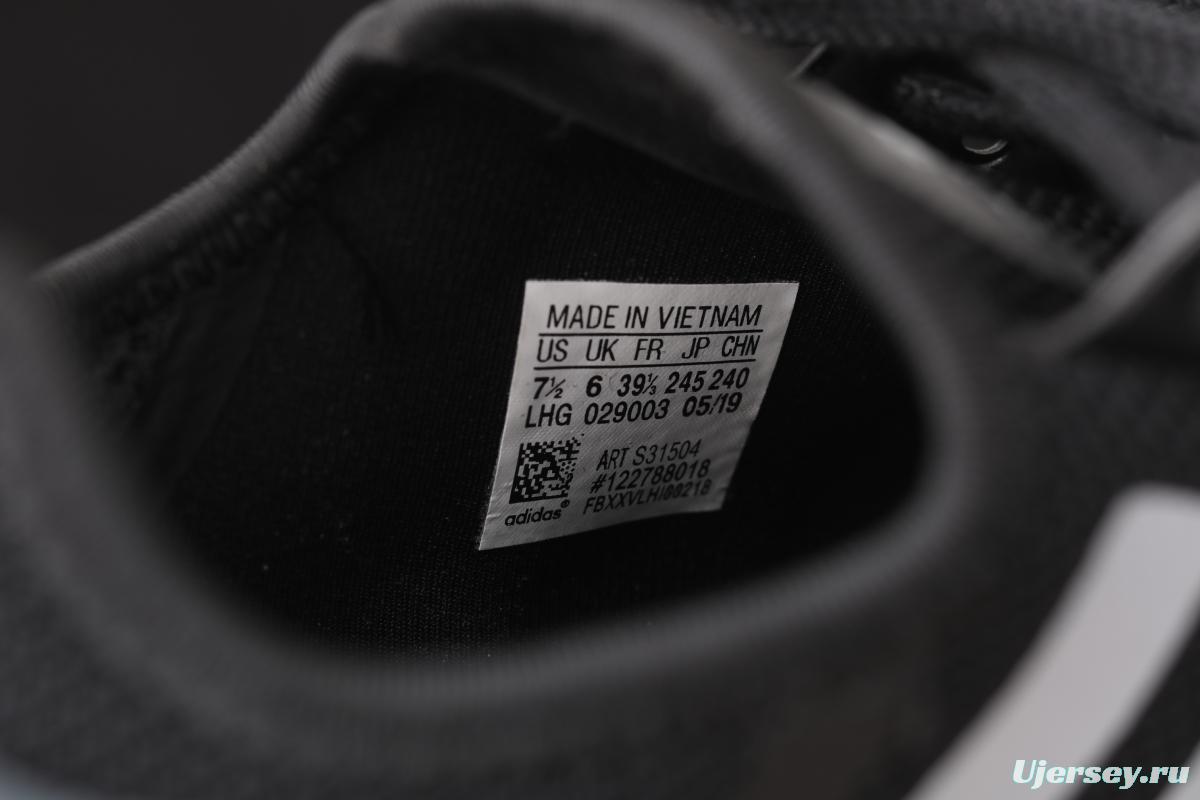 MADE IN VIETNAM
US UK FR JP CHN
7½ 6 39⅓ 245 240
LHG 029003 05/19
ART S31504
#122788018
FBXXVLHI00218
adidas®
Ujersey.ru